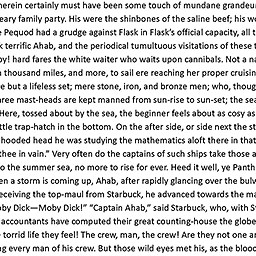 herein certainly must have been some touch of mundane grandeu
eary family party. His were the shinbones of the saline beef; his w
Pequod had a grudge against Flask in Flask's official capacity, all t
k terrific Ahab, and the periodical tumultuous visitations of these t
by! hard fares the white waiter who waits upon cannibals. Not a na
n thousand miles, and more, to sail ere reaching her proper cruisin
e but a lifeless set; mere stone, iron, and bronze men; who, thoug
ree mast-heads are kept manned from sun-rise to sun-set; the sea
Here, tossed about by the sea, the beginner feels about as cosy as
ttle trap-hatch in the bottom. On the after side, or side next the st
hooded head he was studying the mathematics aloft there in that
thee in vain." Very often do the captains of such ships take those a
o the summer sea, no more to rise for ever. Heed it well, ye Panth
en a storm is coming up, Ahab, after rapidly glancing over the bulw
receiving the top-maul from Starbuck, he advanced towards the ma
oby Dick—Moby Dick!" "Captain Ahab," said Starbuck, who, with St
accountants have computed their great counting-house the globe
e torrid life they feel! The crew, man, the crew! Are they not one an
ng every man of his crew. But those wild eyes met his, as the blood